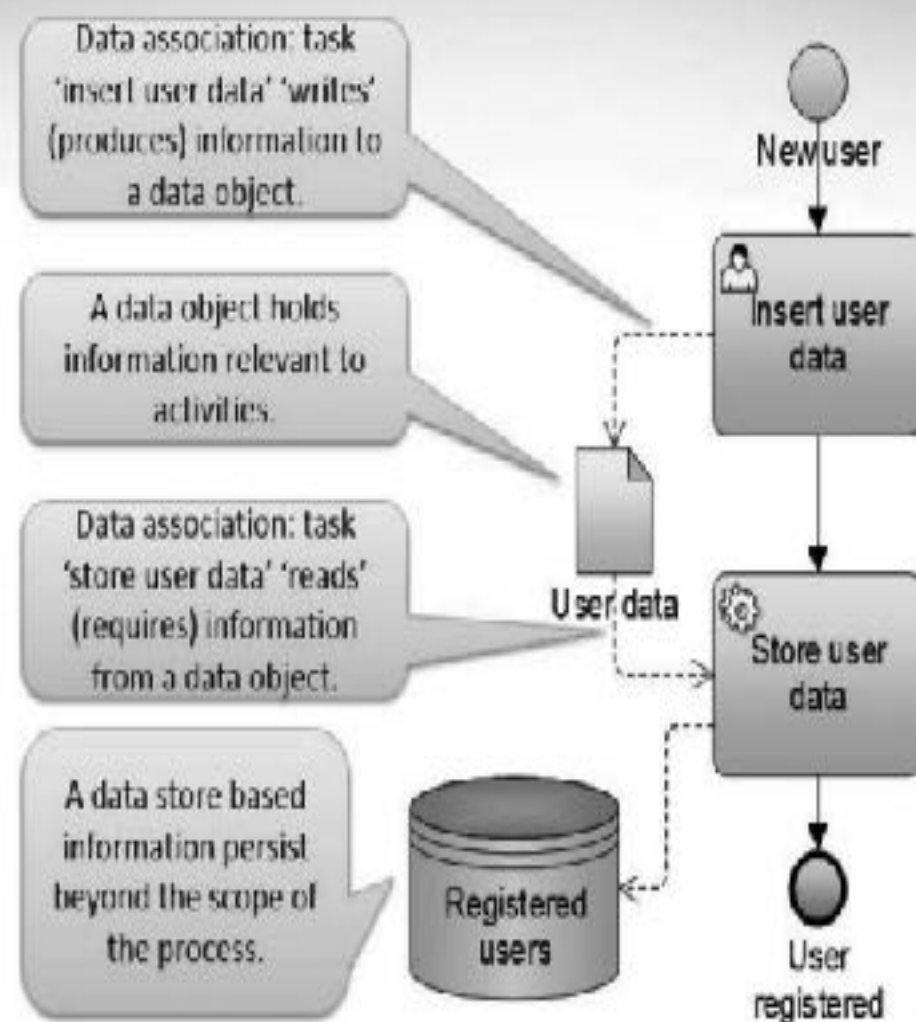 Data association: task
‘insert user data’ ‘writes’
(produces) information to
a data object.
A data object holds
information relevant to
activities.
Data association: task
‘store user data’ ‘reads’
(requires) information
from a data object.
A data store based
information persist
beyond the scope of
the process.
New user
Insert user
data
User data
Store user
data
Registered
users
User
registered